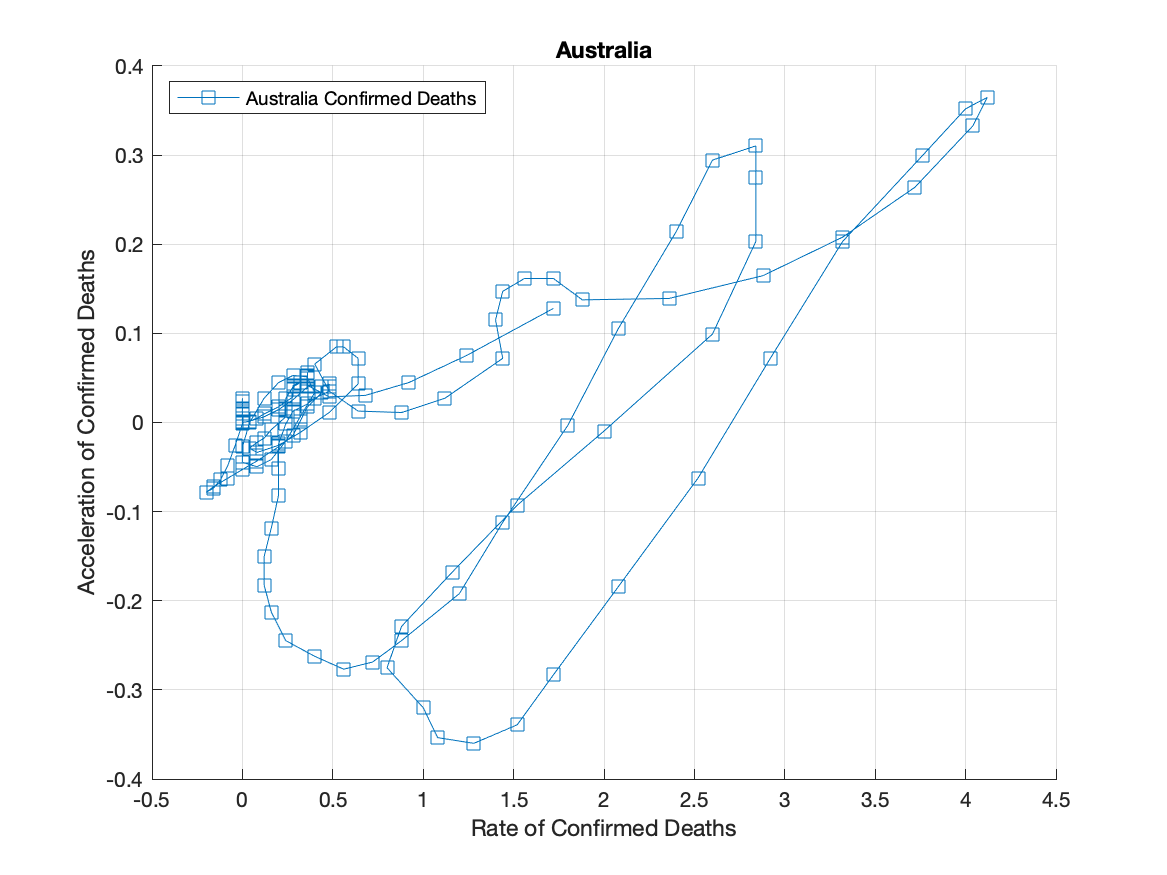 Australia
Australia Confirmed Deaths
0.4
0.3
0.2
0.1
0
-0.1
-0.2
-0.3
-0.4
Acceleration of Confirmed Deaths
-0.5 0 0.5 1 1.5 2 2.5 3 3.5 4 4.5
Rate of Confirmed Deaths